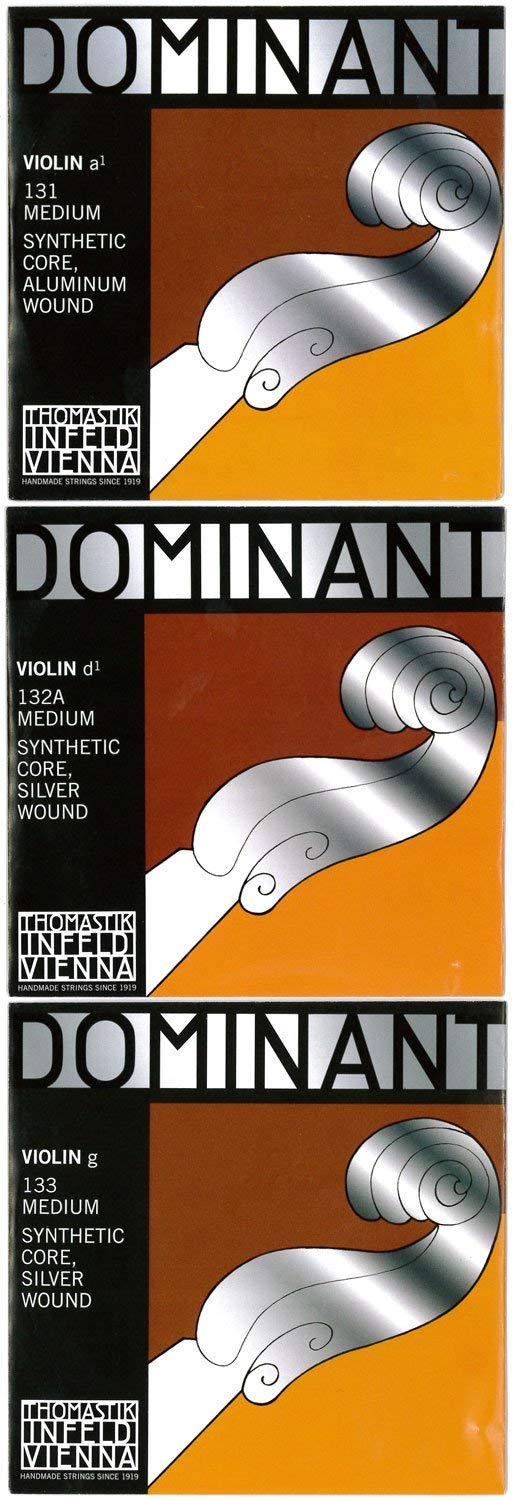 DOMINANT
VIOLIN a¹
131
MEDIUM
SYNTHETIC
CORE,
ALUMINUM
WOUND
THOMASTIK
INFELD
VIENNA
HANDMADE STRINGS SINCE 1919
DOMINANT
VIOLIN d¹
132A
MEDIUM
SYNTHETIC
CORE,
SILVER
WOUND
THOMASTIK
INFELD
VIENNA
HANDMADE STRINGS SINCE 1919
DOMINANT
VIOLIN g
133
MEDIUM
SYNTHETIC
CORE,
SILVER
WOUND
THOMASTIK
INFELD
VIENNA
HANDMADE STRINGS SINCE 1919